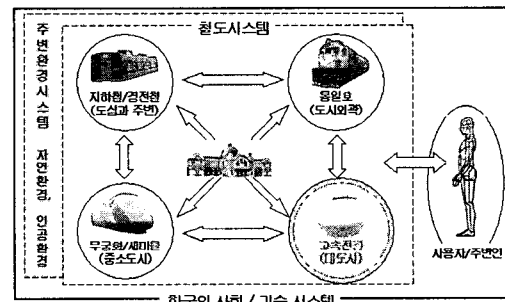 철도시스템
주변환경시스템 자연환경, 인공환경
지하철/경전철
(도심과 주변)
통일호
(도시외곽)
무궁화/새마을
(중소도시)
고속전철
(대도시)
사용자/주변인
한국의 사회 / 기술 시스템